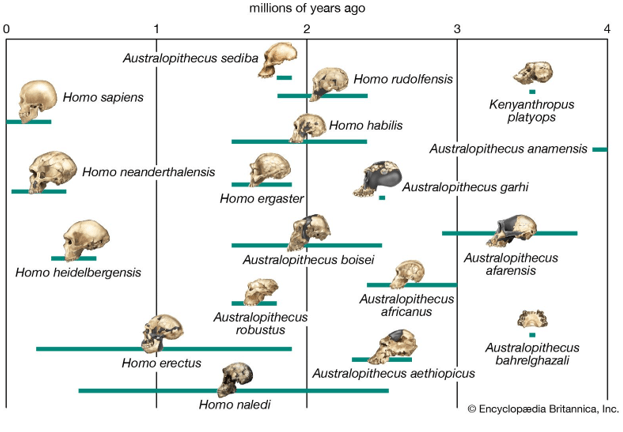 millions of years ago
0 1 2 3 4
Australopithecus sediba
Homo rudolfensis
Homo sapiens
Kenyanthropus
platyops
Homo habilis
Australopithecus anamensis
Homo neanderthalensis
Australopithecus garhi
Homo ergaster
Homo heidelbergensis
Australopithecus boisei
Australopithecus
afarensis
Australopithecus
africanus
Australopithecus
robustus
Australopithecus
bahrelghazali
Homo erectus
Australopithecus aethiopicus
Homo naledi
© Encyclopædia Britannica, Inc.